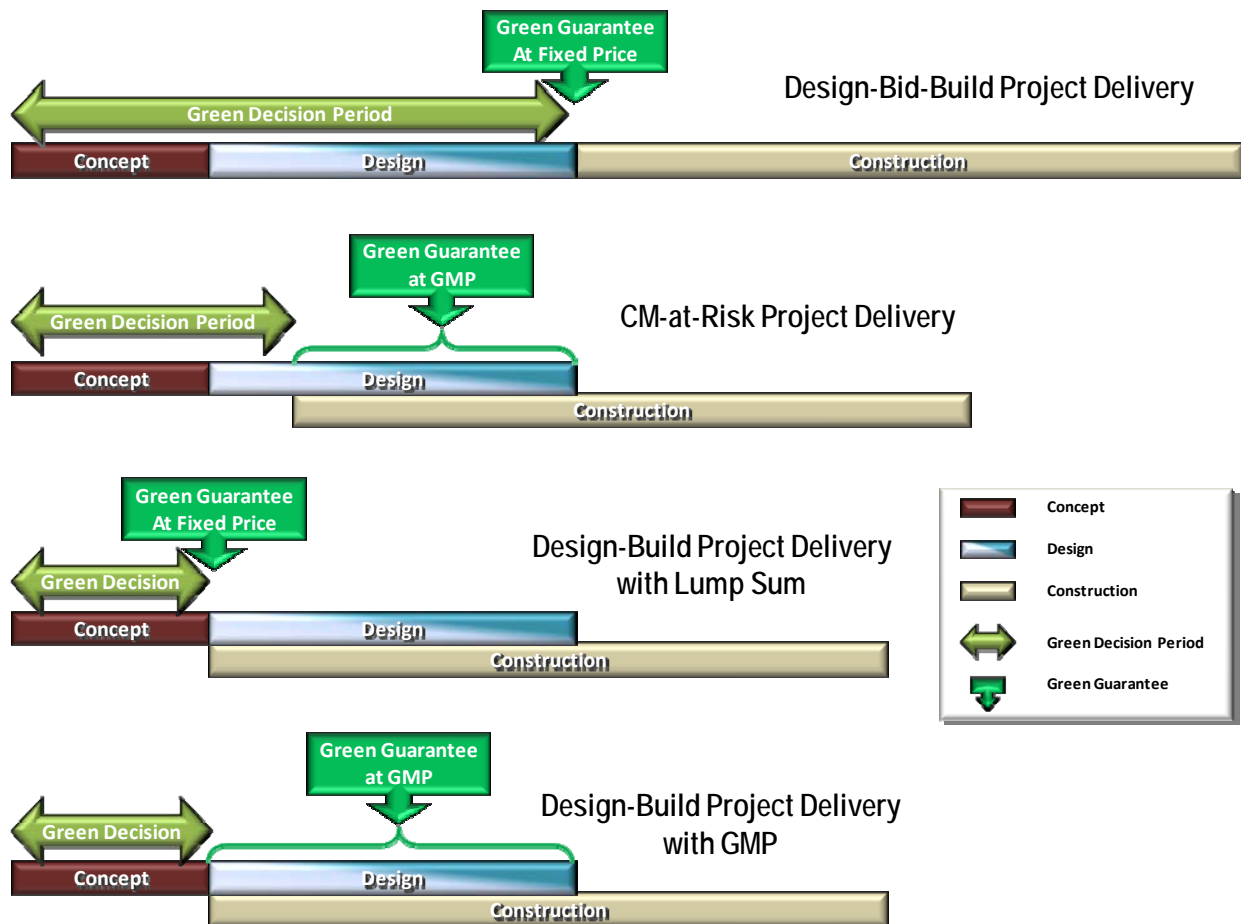 Green Guarantee
At Fixed Price
Design-Bid-Build Project Delivery
Green Decision Period
Concept
Design
Construction
Green Guarantee
at GMP
CM-at-Risk Project Delivery
Green Decision Period
Concept
Design
Construction
Green Guarantee
At Fixed Price
Design-Build Project Delivery
with Lump Sum
Green Decision
Concept
Design
Construction
Concept
Design
Construction
Green Decision Period
Green Guarantee
Green Guarantee
at GMP
Design-Build Project Delivery
with GMP
Green Decision
Concept
Design
Construction